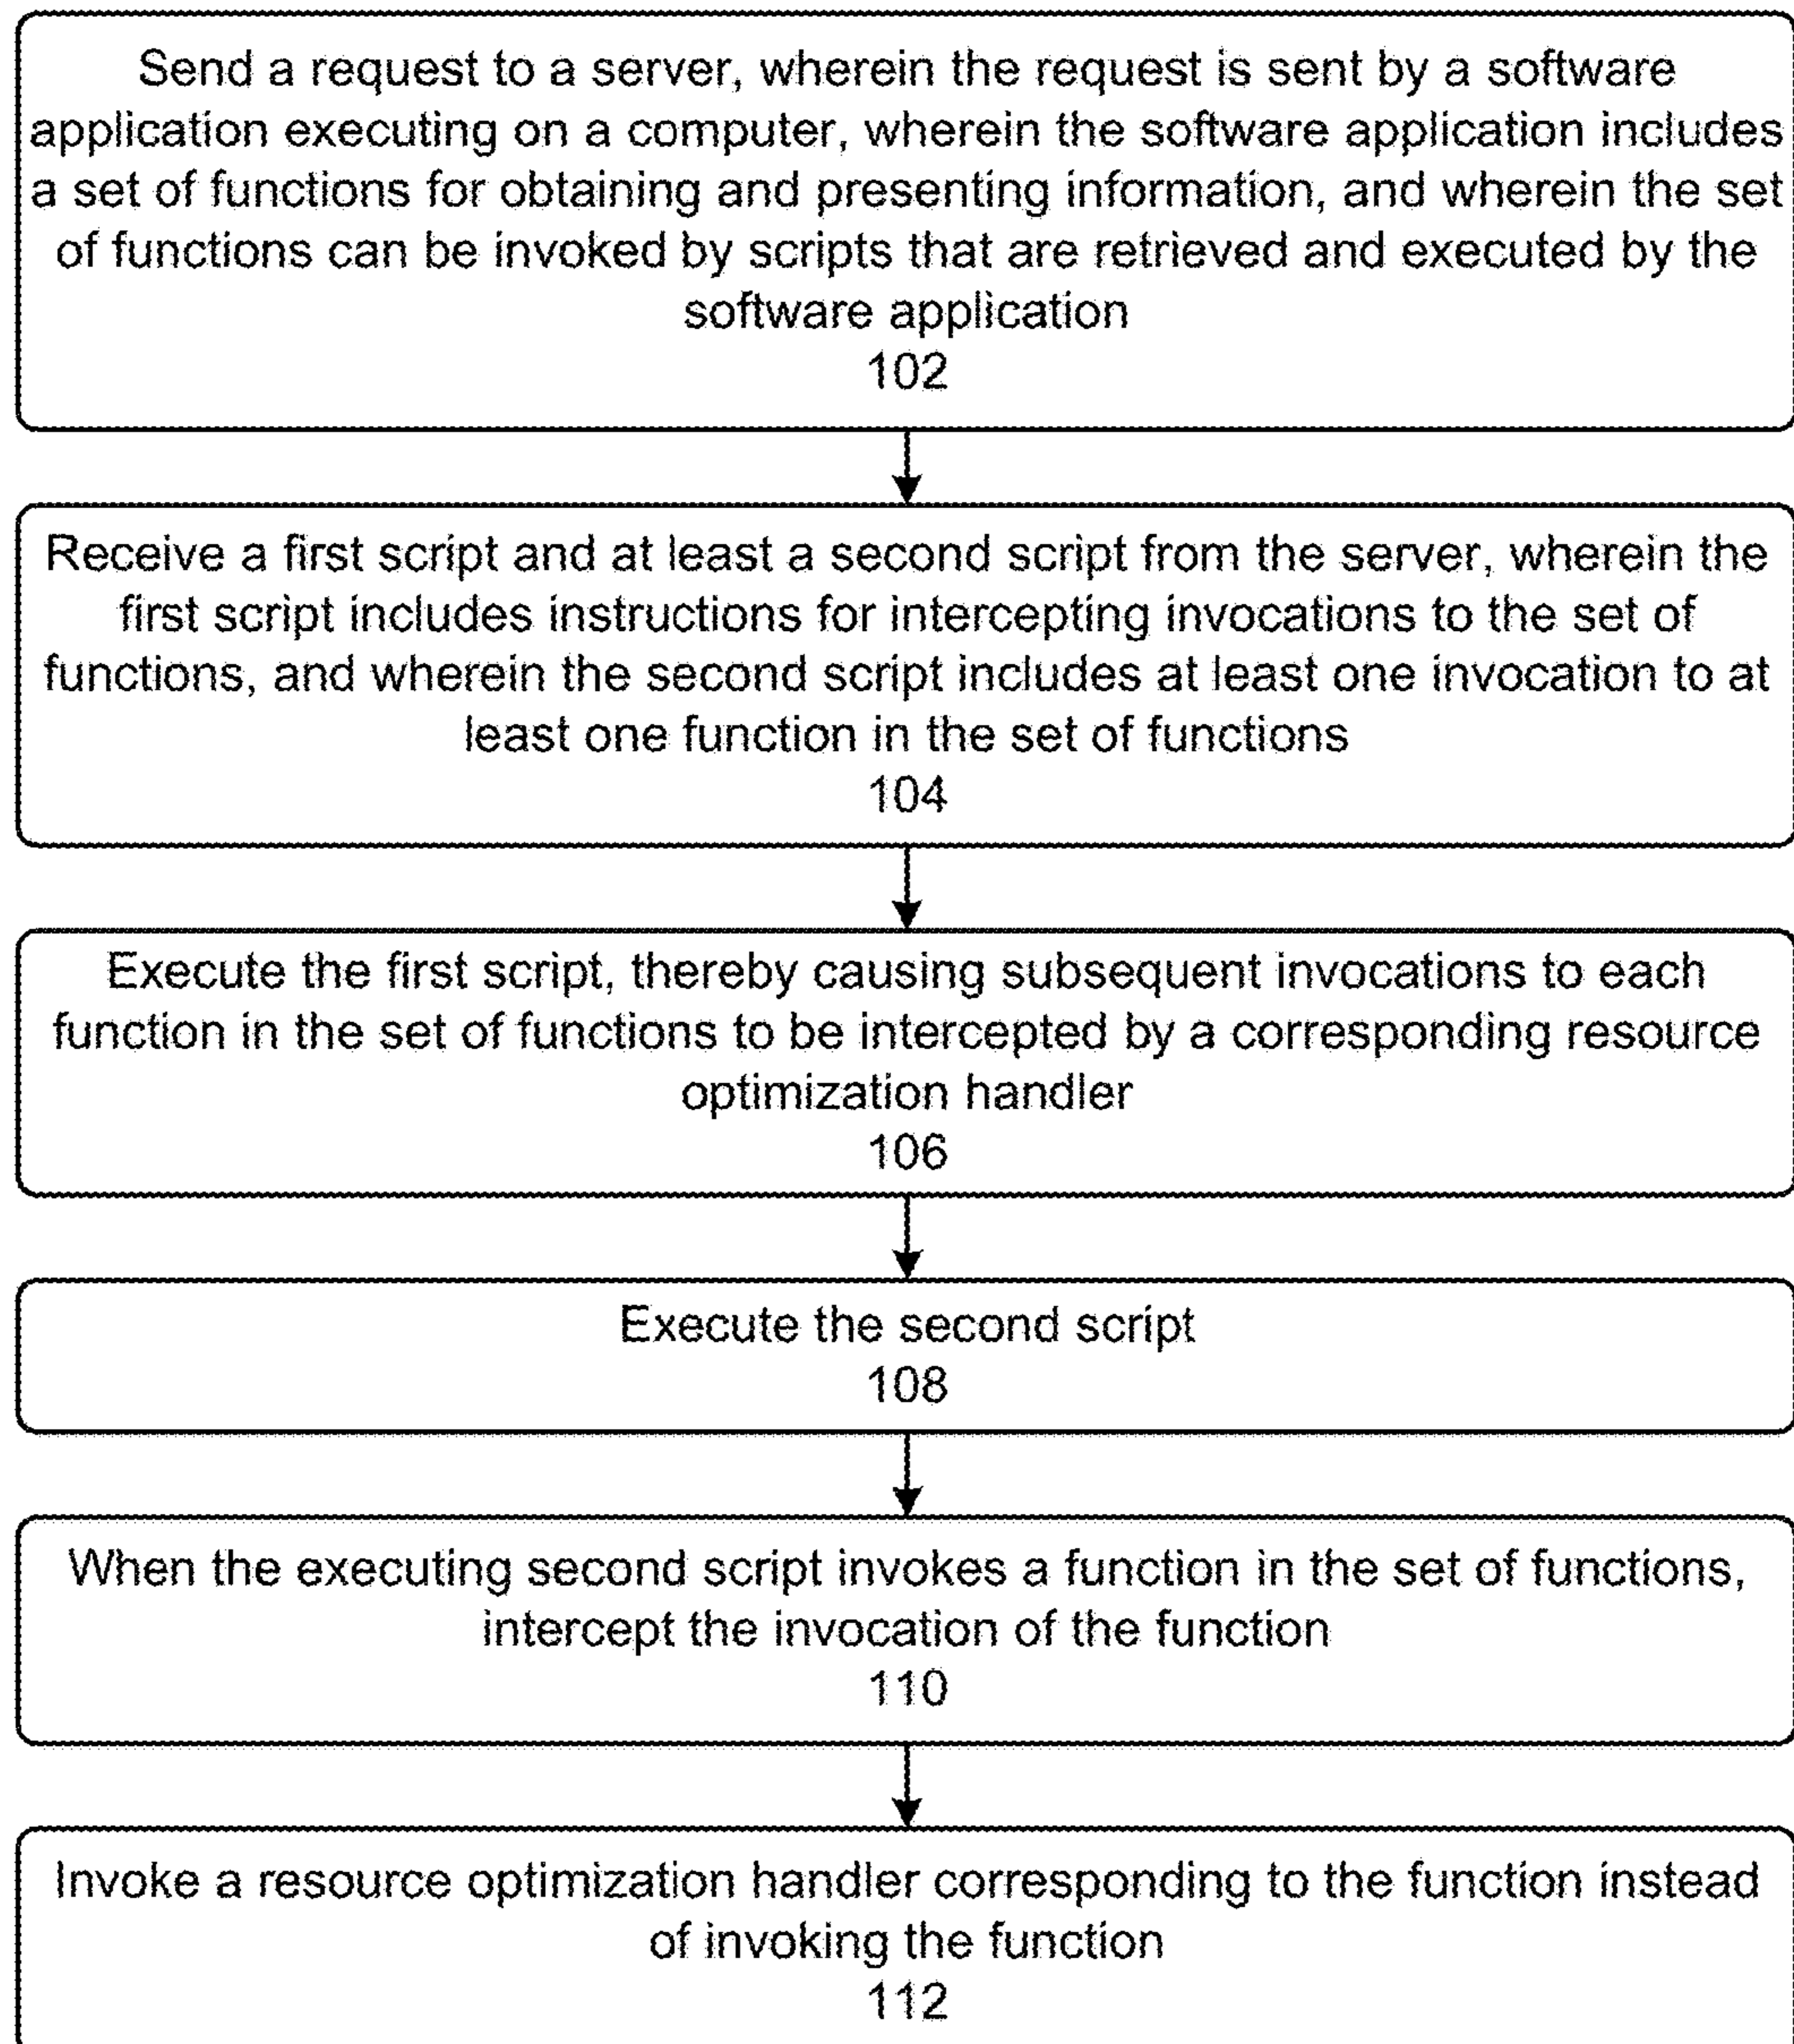 Send a request to a server, wherein the request is sent by a software
application executing on a computer, wherein the software application includes
a set of functions for obtaining and presenting information, and wherein the set
of functions can be invoked by scripts that are retrieved and executed by the
software application
102
Receive a first script and at least a second script from the server, wherein the
first script includes instructions for intercepting invocations to the set of
functions, and wherein the second script includes at least one invocation to at
least one function in the set of functions
104
Execute the first script, thereby causing subsequent invocations to each
function in the set of functions to be intercepted by a corresponding resource
optimization handler
106
Execute the second script
108
When the executing second script invokes a function in the set of functions,
intercept the invocation of the function
110
Invoke a resource optimization handler corresponding to the function instead
of invoking the function
112